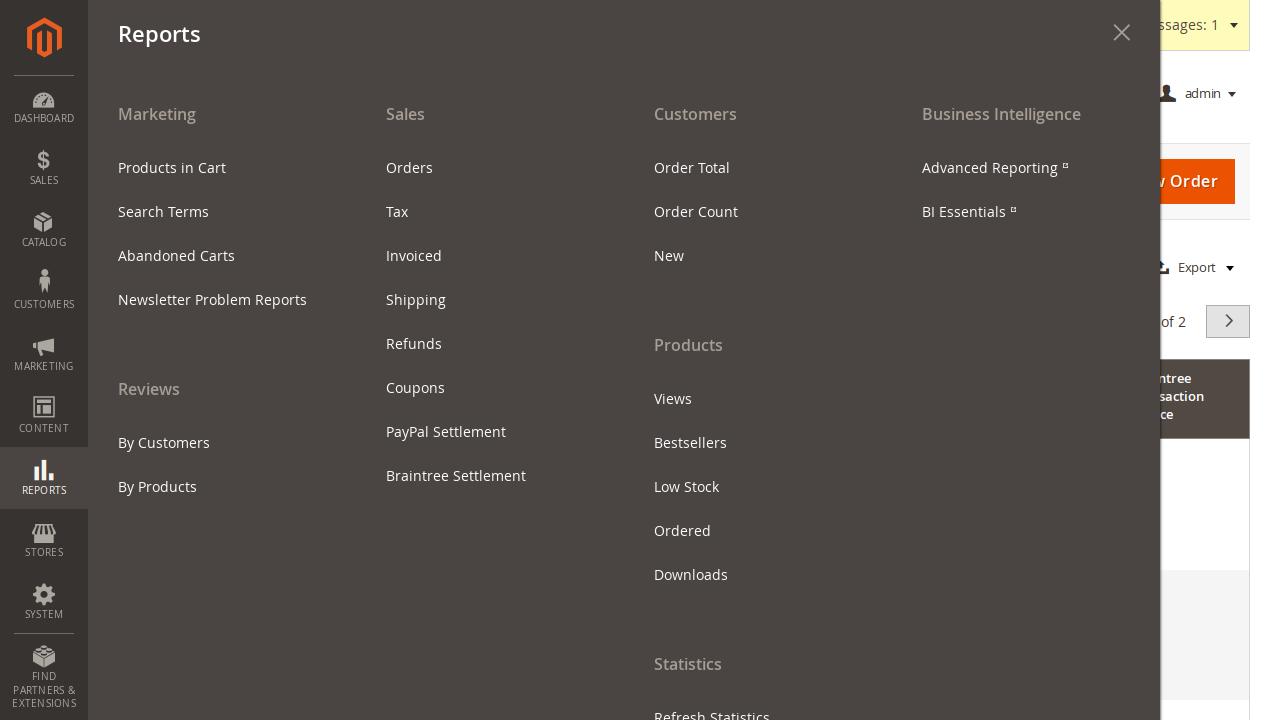 Reports
Marketing
Products in Cart
Search Terms
Abandoned Carts
Newsletter Problem Reports
Reviews
By Customers
By Products
Sales
Orders
Tax
Invoiced
Shipping
Refunds
Coupons
PayPal Settlement
Braintree Settlement
Customers
Order Total
Order Count
New
Products
Views
Bestsellers
Low Stock
Ordered
Downloads
Statistics
Refresh Statistics
Business Intelligence
Advanced Reporting
BI Essentials
DASHBOARD
$
SALES
CATALOG
CUSTOMERS
MARKETING
CONTENT
REPORTS
STORES
SYSTEM
FIND
PARTNERS &
EXTENSIONS
ssages: 1
admin
w Order
Export
of 2
ntree
saction
ce